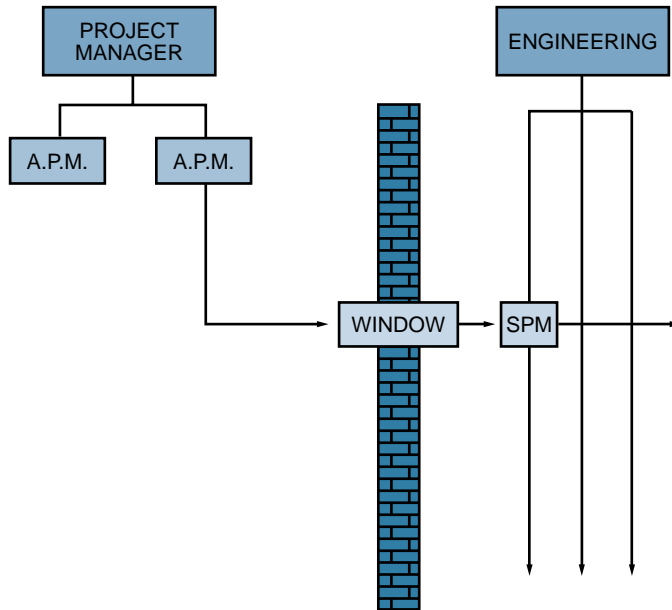 PROJECT
MANAGER
ENGINEERING
A.P.M.
A.P.M.
WINDOW
SPM